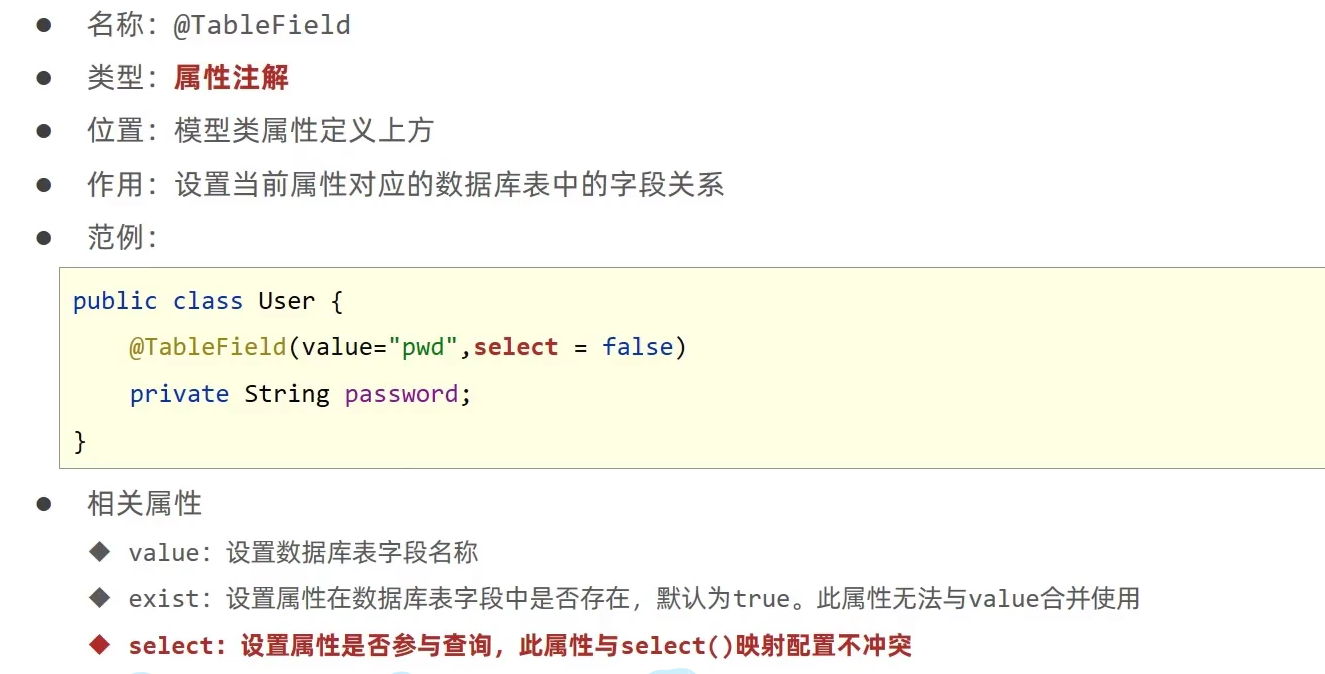 名称：@TableField
类型：属性注解
位置：模型类属性定义上方
作用：设置当前属性对应的数据库表中的字段关系
范例：
public class User {
@TableField(value="pwd",select = false)
private String password;
}
相关属性
value：设置数据库表字段名称
exist：设置属性在数据库表字段中是否存在，默认为true。此属性无法与value合并使用
select：设置属性是否参与查询，此属性与select()映射配置不冲突